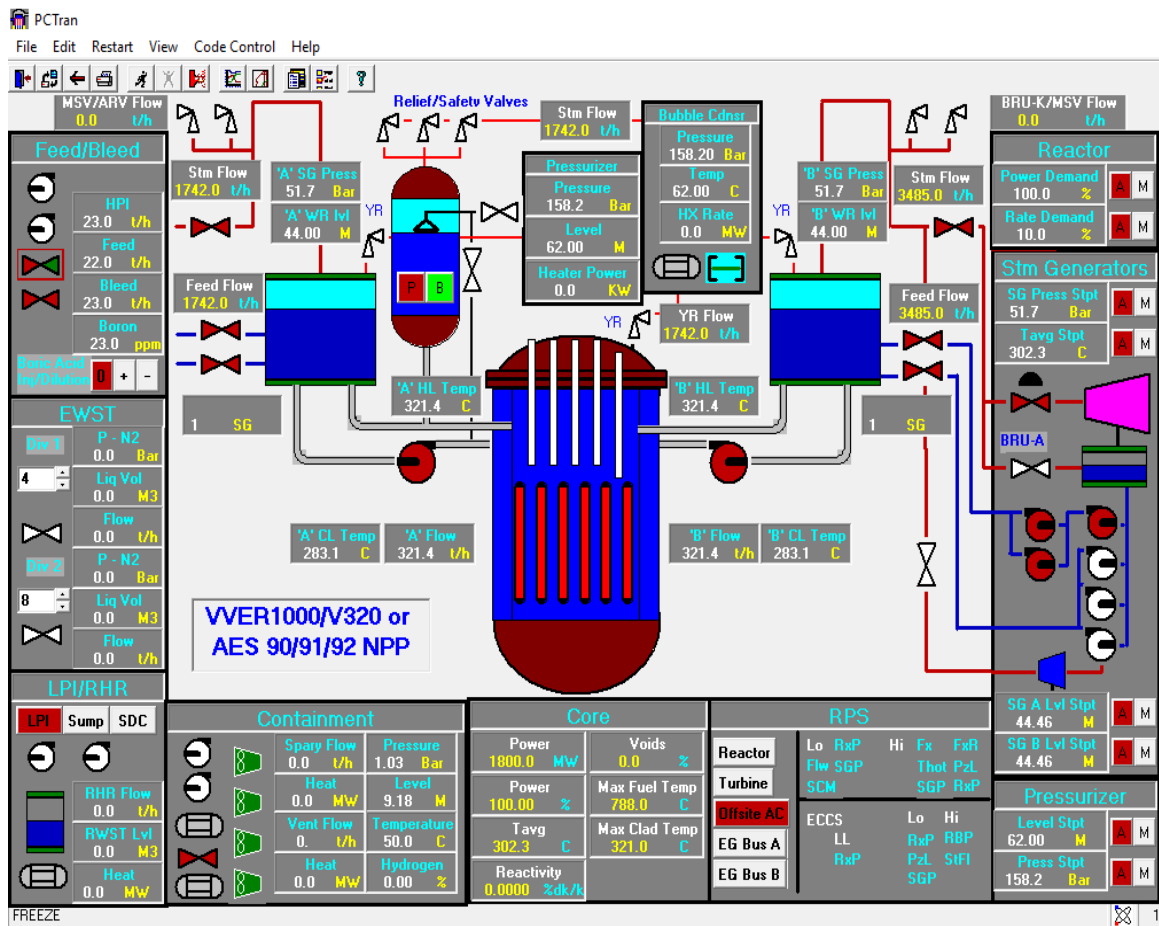 PCTran
File Edit Restart View Code Control Help
MSV/ARV Flow
0.0 t/h
Relief/Safety Valves
Stm Flow
1742.0 t/h
BRU-K/MSV Flow
0.0 t/h
Feed/Bleed
HPI
23.0 t/h
Feed
22.0 t/h
Bleed
23.0 t/h
Boron
23.0 ppm
Boric Acid
Inj/Dilution 0 + -
Stm Flow
1742.0 t/h
'A' SG Press
51.7 Bar
'A' WR lvl
44.00 M
YR
Feed Flow
1742.0 t/h
P B
Pressurizer
Pressure
158.2 Bar
Level
62.00 M
Heater Power
0.0 KW
Bubble Cdnsr
Pressure
158.20 Bar
Temp
62.00 C
HX Rate
0.0 MW
YR
'B' SG Press
51.7 Bar
'B' WR lvl
44.00 M
Stm Flow
3485.0 t/h
Feed Flow
3485.0 t/h
YR
YR Flow
1742.0 t/h
'A' HL Temp
321.4 C
'B' HL Temp
321.4 C
1 SG
1 SG
'A' CL Temp
283.1 C
'A' Flow
321.4 t/h
'B' Flow
321.4 t/h
'B' CL Temp
283.1 C
VVER1000/V320 or
AES 90/91/92 NPP
Reactor
Power Demand
100.0 % A M
Rate Demand
10.0 % A M
Stm Generators
SG Press Stpt
51.7 Bar A M
Tavg Stpt
302.3 C A M
BRU-A
SG A Lvl Stpt
44.46 M A M
SG B Lvl Stpt
44.46 M A M
Pressurizer
Level Stpt
62.00 M A M
Press Stpt
158.2 Bar A M
EWST
Div 1
P - N2
0.0 Bar
4
Liq Vol
0.0 M3
Flow
0.0 t/h
Div 2
P - N2
0.0 Bar
8
Liq Vol
0.0 M3
Flow
0.0 t/h
LPI/RHR
LPI Sump SDC
RHR Flow
0.0 t/h
RWST Lvl
0.0 M3
Heat
0.0 MW
Containment
Spary Flow
0.0 t/h
Pressure
1.03 Bar
Heat
0.0 MW
Level
9.18 M
Vent Flow
0. t/h
Temperature
50.0 C
Heat
0.0 MW
Hydrogen
0.00 %
Core
Power
1800.0 MW
Voids
0.0 %
Power
100.00 %
Max Fuel Temp
788.0 C
Tavg
302.3 C
Max Clad Temp
321.0 C
Reactivity
0.0000 %dk/k
RPS
Reactor
Turbine
Offsite AC
EG Bus A
EG Bus B
Lo RxP Hi Fx FxR
Flw SGP Thot PzL
SCM SGP RxP
ECCS Lo Hi
LL RxP RBP
RxP PzL StFl
SGP
FREEZE
1